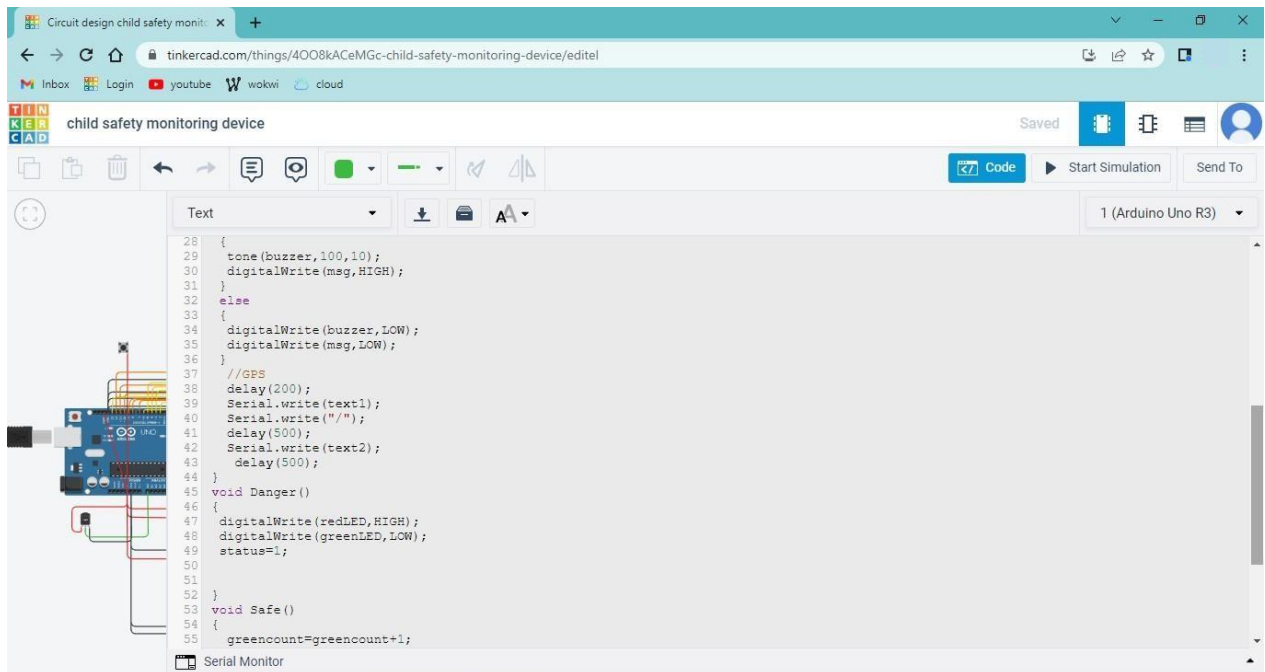 Circuit design child safety monito
tinkercad.com/things/4OO8kACeMGc-child-safety-monitoring-device/editel
Inbox Login youtube wokwi cloud
TINKERCAD child safety monitoring device Saved
Code Start Simulation Send To
Text 1 (Arduino Uno R3)
28 {
29 tone(buzzer,100,10);
30 digitalWrite(msg,HIGH);
31 }
32 else
33 {
34 digitalWrite(buzzer,LOW);
35 digitalWrite(msg,LOW);
36 }
37 //GPS
38 delay(200);
39 Serial.write(text1);
40 Serial.write("/");
41 delay(500);
42 Serial.write(text2);
43 delay(500);
44 }
45 void Danger()
46 {
47 digitalWrite(redLED,HIGH);
48 digitalWrite(greenLED,LOW);
49 status=1;
50
51
52 }
53 void Safe()
54 {
55 greencount=greencount+1;
UNO
Serial Monitor